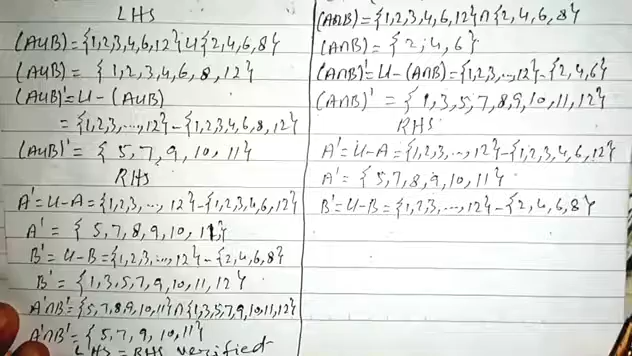 LHS
(A∪B)={1,2,3,4,6,12}∪{2,4,6,8}
(A∪B)= {1,2,3,4,6,8,12}
(A∪B)'=U-(A∪B)
={1,2,3,...,12}-{1,2,3,4,6,8,12}
(A∪B)'= {5,7,9,10,11}
RHS
A'=U-A={1,2,3,...,12}-{1,2,3,4,6,12}
A' = {5,7,8,9,10,11}
B'=U-B={1,2,3,...,12}-{2,4,6,8}
B'= {1,3,5,7,9,10,11,12}
A'∩B'={5,7,8,9,10,11}∩{1,3,5,7,9,10,11,12}
A'∩B'={5,7,9,10,11}
LHS=RHS verified
(A∩B)={1,2,3,4,6,12}∩{2,4,6,8}
(A∩B)={2,4,6}
(A∩B)'=U-(A∩B)={1,2,3,...,12}-{2,4,6}
(A∩B)'= {1,3,5,7,8,9,10,11,12}
RHS
A'=U-A={1,2,3,...,12}-{1,2,3,4,6,12}
A'= {5,7,8,9,10,11}
B'=U-B={1,2,3,...,12}-{2,4,6,8}